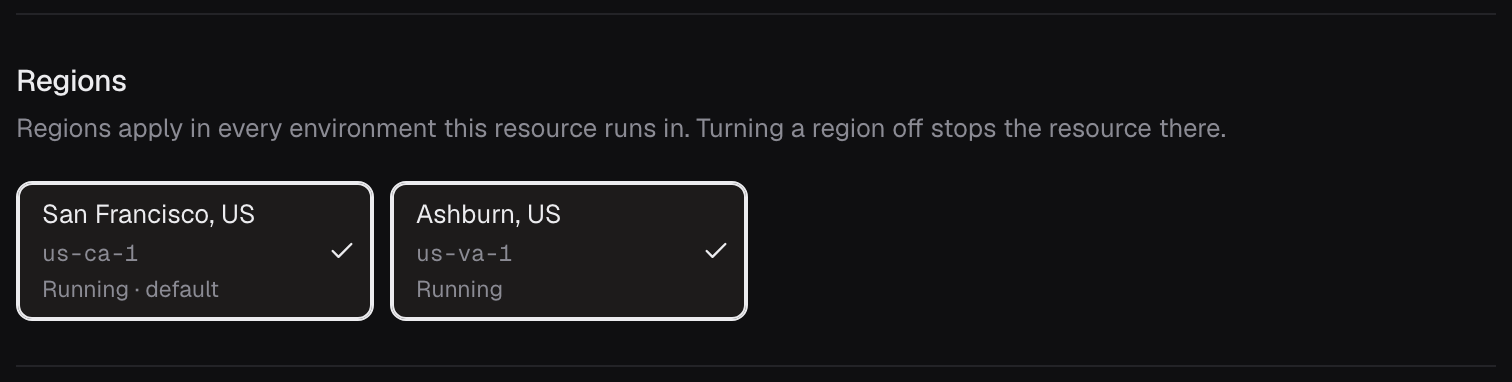 Regions
Regions apply in every environment this resource runs in. Turning a region off stops the resource there.
San Francisco, US
us-ca-1
Running · default
Ashburn, US
us-va-1
Running